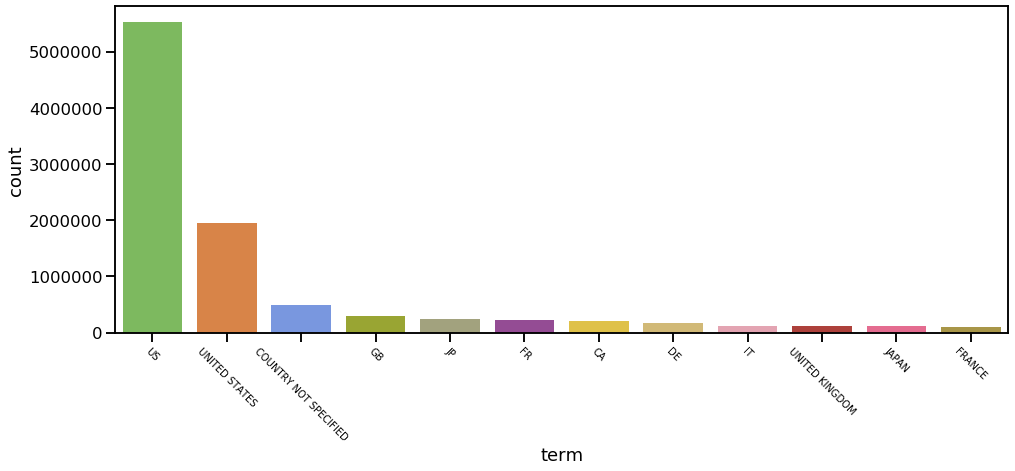 count
5000000
4000000
3000000
2000000
1000000
0
US
UNITED STATES
COUNTRY NOT SPECIFIED
GB
JP
FR
CA
DE
IT
UNITED KINGDOM
JAPAN
FRANCE
term